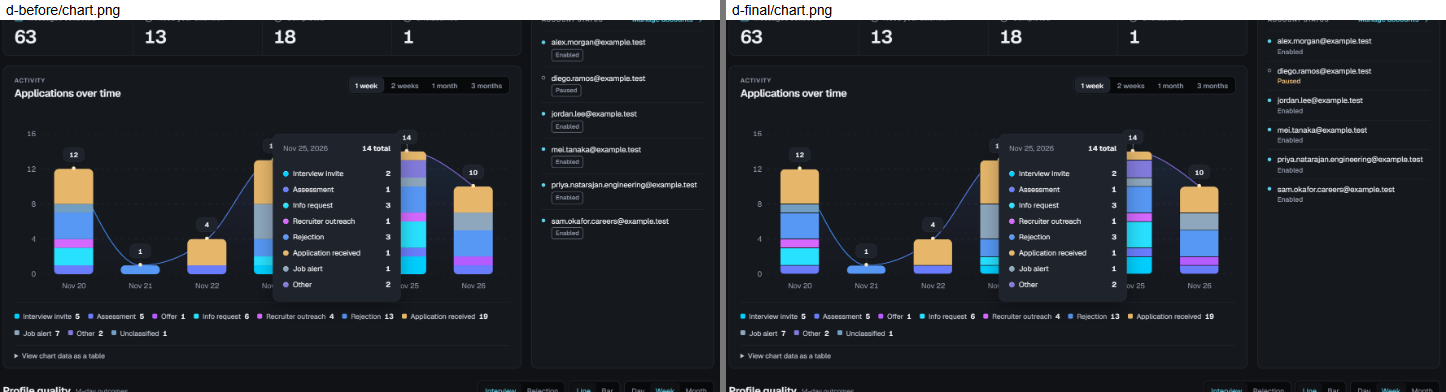 d-before/chart.png
63
13
18
1
alex.morgan@example.test
Enabled
diego.ramos@example.test
Paused
jordan.lee@example.test
Enabled
mei.tanaka@example.test
Enabled
priya.natarajan.engineering@example.test
Enabled
sam.okafor.careers@example.test
Enabled
ACTIVITY
Applications over time
1 week 2 weeks 1 month 3 months
16
12
8
4
0
12
1
4
1
14
10
Nov 25, 2026 14 total
Interview invite 2
Assessment 1
Info request 3
Recruiter outreach 1
Rejection 3
Application received 1
Job alert 1
Other 2
Nov 20 Nov 21 Nov 22 v 25 Nov 26
Interview invite 5 Assessment 5 Offer 1 Info request 6 Recruiter outreach 4 Rejection 13 Application received 19
Job alert 7 Other 2 Unclassified 1
View chart data as a table
Profile quality 14-day outcomes
Interview Rejection Line Bar Day Week Month
d-final/chart.png
63
13
18
1
Manage accounts
alex.morgan@example.test
Enabled
diego.ramos@example.test
Paused
jordan.lee@example.test
Enabled
mei.tanaka@example.test
Enabled
priya.natarajan.engineering@example.test
Enabled
sam.okafor.careers@example.test
Enabled
ACTIVITY
Applications over time
1 week 2 weeks 1 month 3 months
16
12
8
4
0
12
1
4
1
14
10
Nov 25, 2026 14 total
Interview invite 2
Assessment 1
Info request 3
Recruiter outreach 1
Rejection 3
Application received 1
Job alert 1
Other 2
Nov 20 Nov 21 Nov 22 v 25 Nov 26
Interview invite 5 Assessment 5 Offer 1 Info request 6 Recruiter outreach 4 Rejection 13 Application received 19
Job alert 7 Other 2 Unclassified 1
View chart data as a table
Profile quality 14-day outcomes
Interview Rejection Line Bar Day Week Month